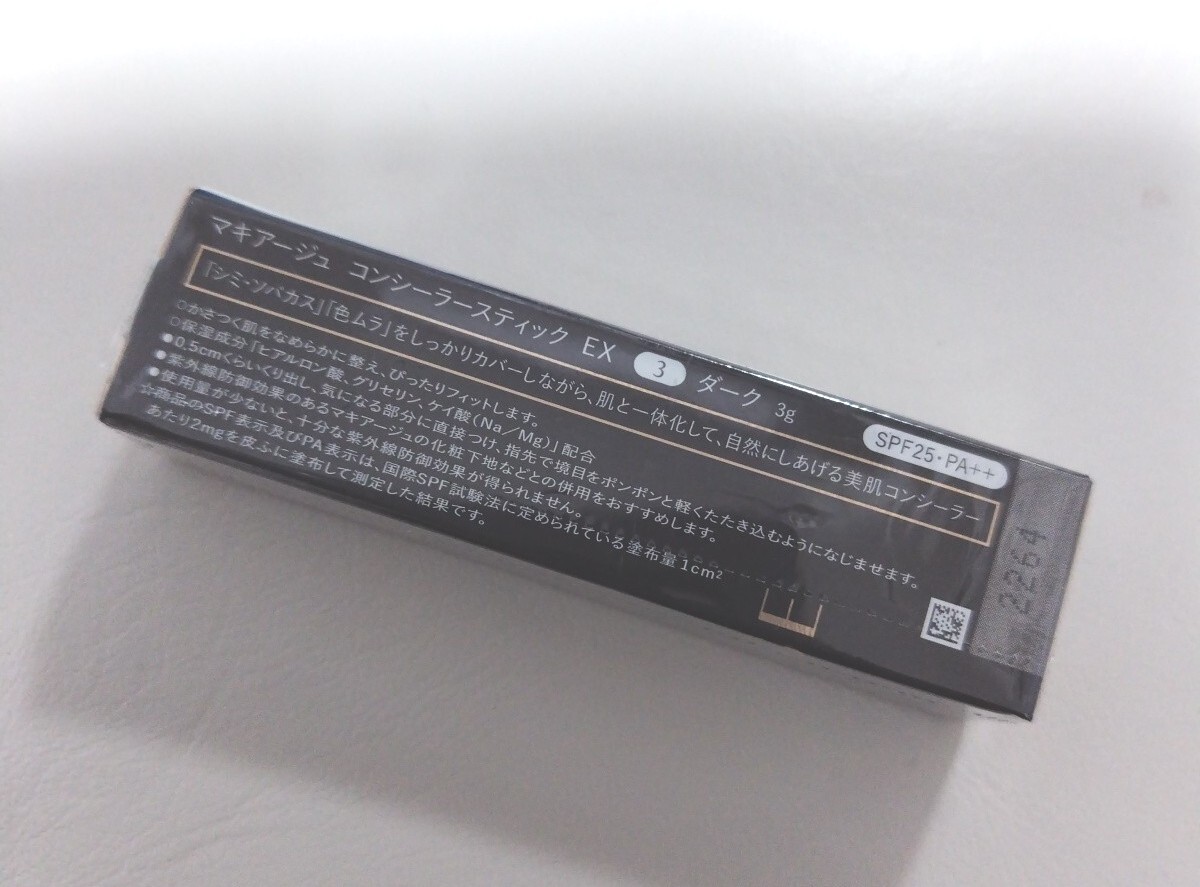 マキアージュ コンシーラースティック EX 3 ダーク 3g
SPF25・PA++
「シミ・ソバカス」「色ムラ」をしっかりカバーしながら、肌と一体化して、自然にしあげる美肌コンシーラー
○かさつく肌をなめらかに整え、ぴったりフィットします。
○保湿成分「ヒアルロン酸、グリセリン、ケイ酸(Na/Mg)」配合
●0.5cmくらいくり出し、気になる部分に直接つけ、指先で境目をポンポンと軽くたたき込むようになじませます。
●紫外線防御効果のあるマキアージュの化粧下地などとの併用をおすすめします。
●使用量が少ないと、十分な紫外線防御効果が得られません。
☆商品のSPF表示及びPA表示は、国際SPF試験法に定められている塗布量1cm²
あたり2mgを皮ふに塗布して測定した結果です。
2264